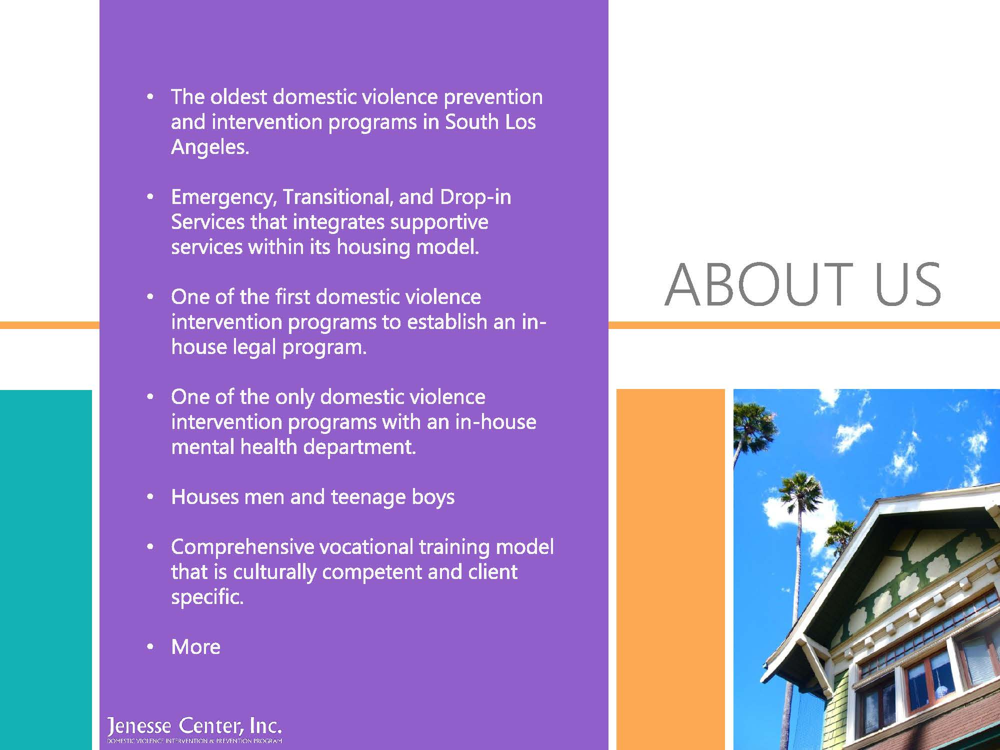 • The oldest domestic violence prevention
and intervention programs in South Los
Angeles.
• Emergency, Transitional, and Drop-in
Services that integrates supportive
services within its housing model.
• One of the first domestic violence
intervention programs to establish an in-
house legal program.
• One of the only domestic violence
intervention programs with an in-house
mental health department.
• Houses men and teenage boys
• Comprehensive vocational training model
that is culturally competent and client
specific.
• More
ABOUT US
Jenesse Center, Inc.
DOMESTIC VIOLENCE INTERVENTION & PREVENTION PROGRAM